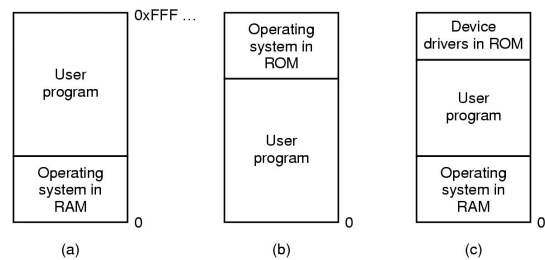 0xFFF ...
User
program
Operating
system in
RAM
0
(a)
Operating
system in
ROM
User
program
0
(b)
Device
drivers in ROM
User
program
Operating
system in
RAM
0
(c)